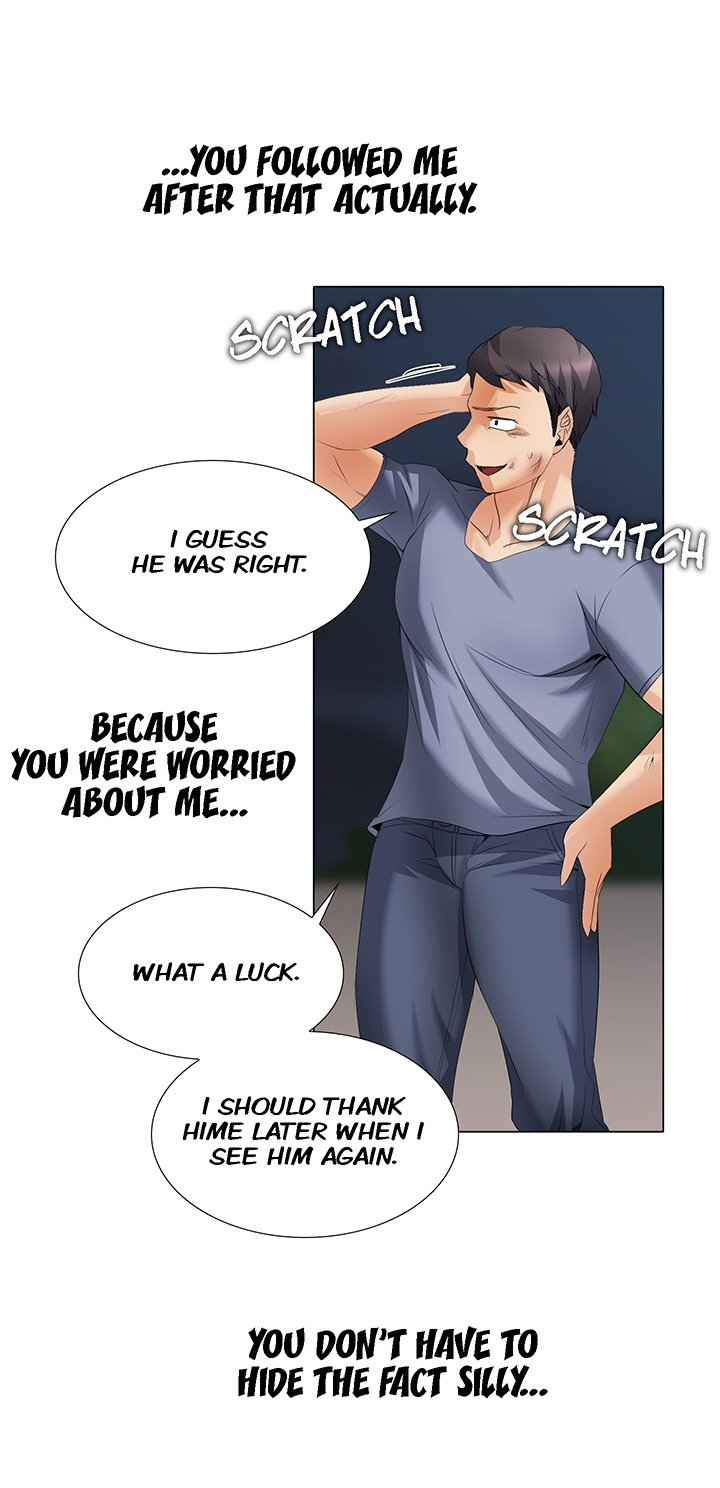 ...YOU FOLLOWED ME
AFTER THAT ACTUALLY.
SCRATCH
SCRATCH
I GUESS
HE WAS RIGHT.
BECAUSE
YOU WERE WORRIED
ABOUT ME...
WHAT A LUCK.
I SHOULD THANK
HIME LATER WHEN I
SEE HIM AGAIN.
YOU DON'T HAVE TO
HIDE THE FACT SILLY...